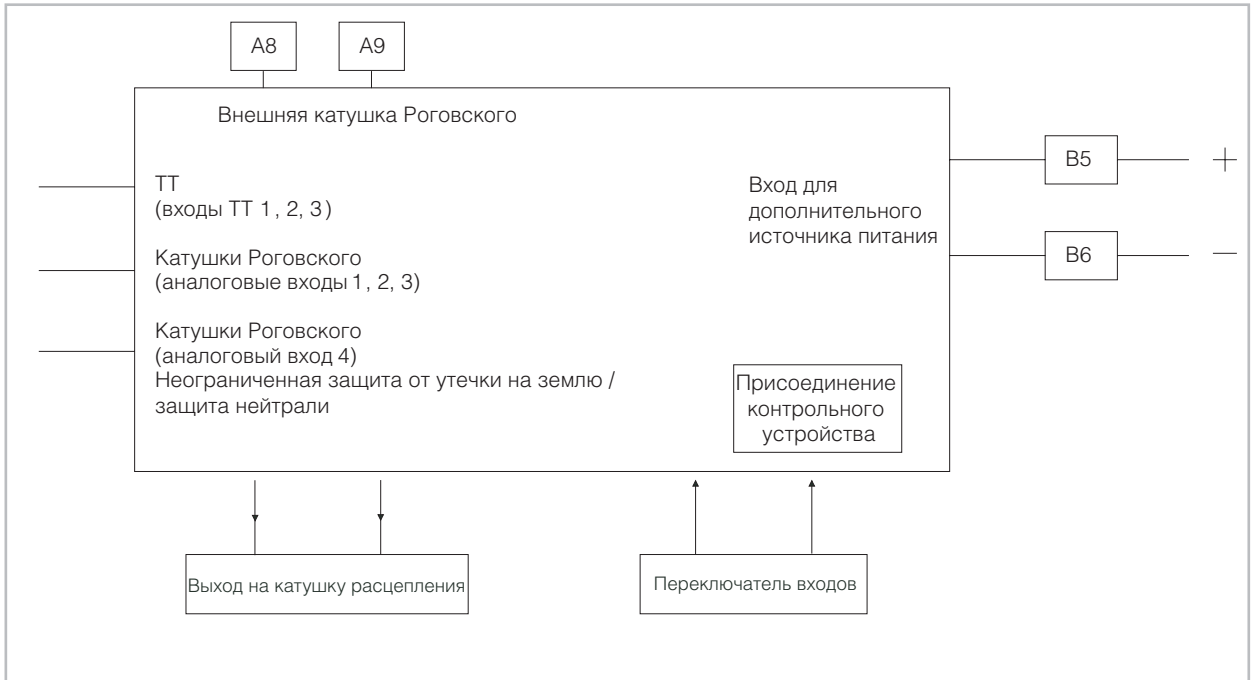 A8
A9
Внешняя катушка Роговского
ТТ
(входы ТТ 1, 2, 3)
Катушки Роговского
(аналоговые входы 1, 2, 3)
Катушки Роговского
(аналоговый вход 4)
Неограниченная защита от утечки на землю /
защита нейтрали
Вход для
дополнительного
источника питания
B5
+
B6
—
Присоединение
контрольного
устройства
Выход на катушку расцепления
Переключатель входов